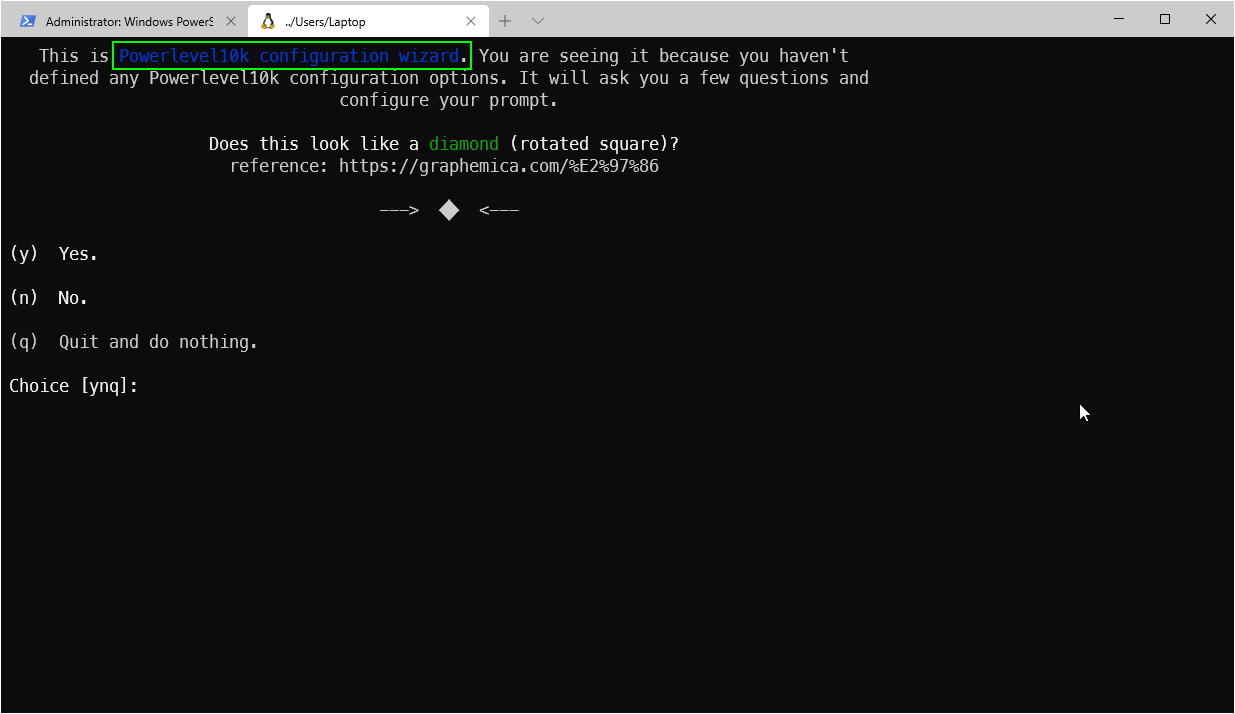 Administrator: Windows PowerS
../Users/Laptop
This is Powerlevel10k configuration wizard. You are seeing it because you haven't
defined any Powerlevel10k configuration options. It will ask you a few questions and
configure your prompt.
Does this look like a diamond (rotated square)?
reference: https://graphemica.com/%E2%97%86
---> ◆ <---
(y) Yes.
(n) No.
(q) Quit and do nothing.
Choice [ynq]: